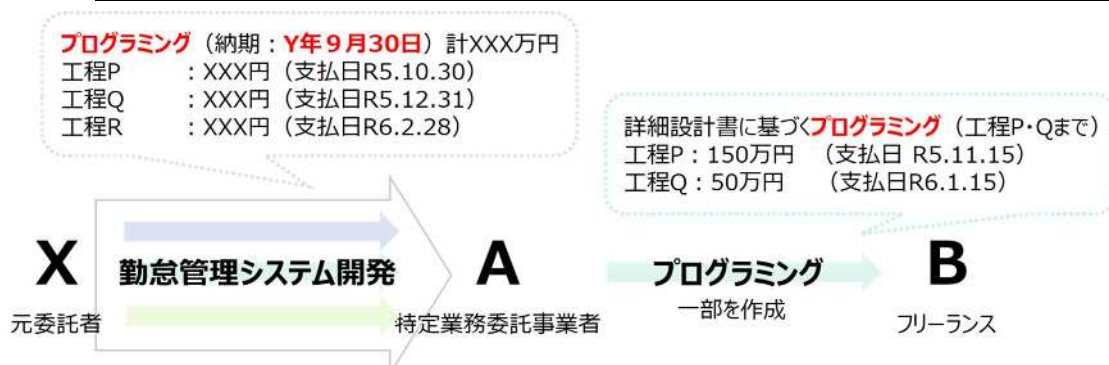 プログラミング（納期：Y年９月30日）計XXX万円
工程P　　　：XXX円（支払日R5.10.30）
工程Q　　　：XXX円（支払日R5.12.31）
工程R　　　：XXX円（支払日R6.2.28）
詳細設計書に基づくプログラミング（工程P・Qまで）
工程P：150万円　（支払日 R5.11.15）
工程Q：50万円　　（支払日R6.1.15）
X 勤怠管理システム開発 A プログラミング B
元委託者 特定業務委託事業者 一部を作成 フリーランス